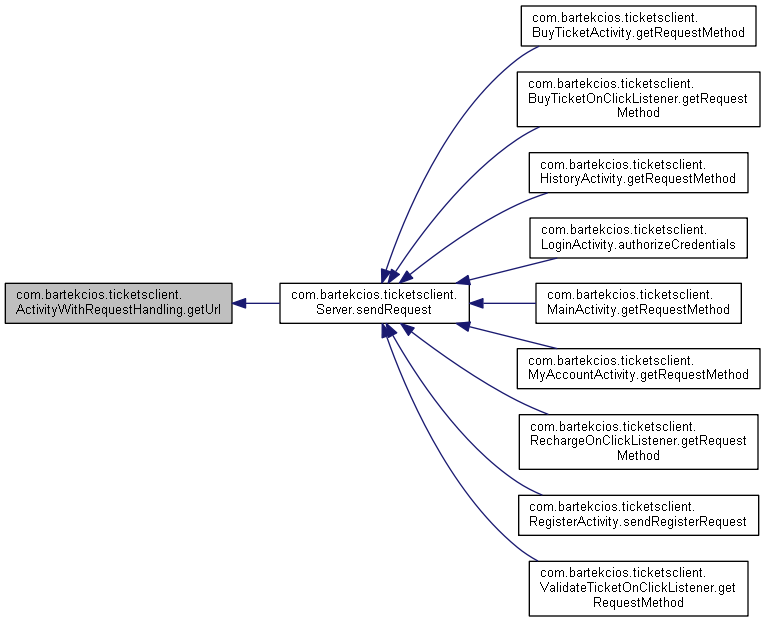 com.bartekcios.ticketsclient.
BuyTicketActivity.getRequestMethod
com.bartekcios.ticketsclient.
BuyTicketOnClickListener.getRequest
Method
com.bartekcios.ticketsclient.
HistoryActivity.getRequestMethod
com.bartekcios.ticketsclient.
LoginActivity.authorizeCredentials
com.bartekcios.ticketsclient.
ActivityWithRequestHandling.getUrl
com.bartekcios.ticketsclient.
Server.sendRequest
com.bartekcios.ticketsclient.
MainActivity.getRequestMethod
com.bartekcios.ticketsclient.
MyAccountActivity.getRequestMethod
com.bartekcios.ticketsclient.
RechargeOnClickListener.getRequest
Method
com.bartekcios.ticketsclient.
RegisterActivity.sendRegisterRequest
com.bartekcios.ticketsclient.
ValidateTicketOnClickListener.get
RequestMethod